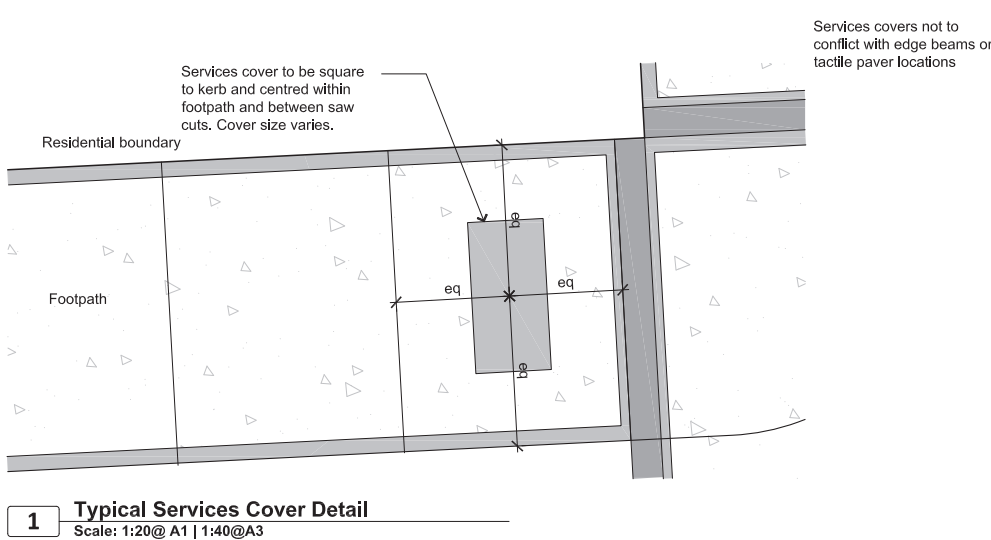 Services covers not to
conflict with edge beams or
tactile paver locations
Services cover to be square
to kerb and centred within
footpath and between saw
cuts. Cover size varies.
Residential boundary
eq
eq
eq
Footpath
eq
1
Typical Services Cover Detail
Scale: 1:20@ A1 | 1:40@A3